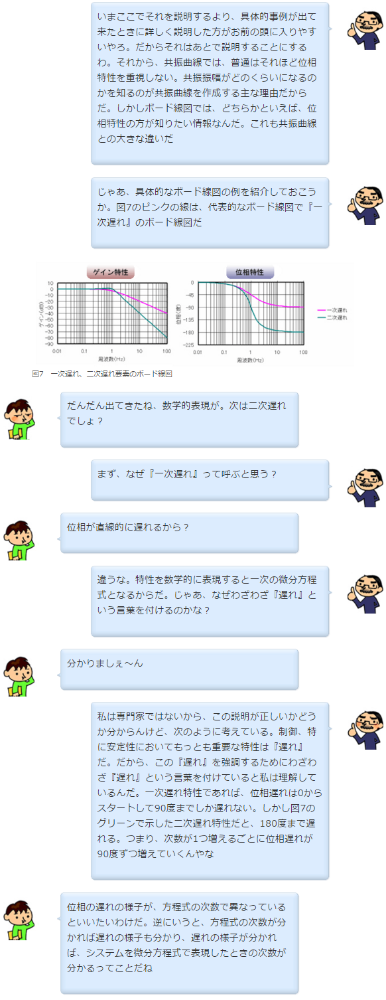 いまここでそれを説明するより、具体的事例が出て
来たときに詳しく説明した方がお前の頭に入りやす
いやろ。だからそれはあとで説明することにする
わ。それから、共振曲線では、普通はそれほど位相
特性を重視しない。共振振幅がどのくらいになるの
かを知るのが共振曲線を作成する主な理由だから
だ。しかしボード線図では、どちらかといえば、位
相特性の方が知りたい情報なんだ。これも共振曲線
との大きな違いだ
じゃあ、具体的なボード線図の例を紹介しておこう
か。図7のピンクの線は、代表的なボード線図で『一
次遅れ』のボード線図だ
ゲイン特性
ゲイン(dB)
10
0
-10
-20
-30
-40
-50
-60
-70
-80
-90
0.01 0.1 1 10 100
周波数(Hz)
位相特性
位相(度)
0
-45
-90
-135
-180
-225
0.01 0.1 1 10 100
周波数(Hz)
一次遅れ
二次遅れ
図7 一次遅れ、二次遅れ要素のボード線図
だんだん出てきたね、数学的表現が。次は二次遅れ
でしょ？
まず、なぜ『一次遅れ』って呼ぶと思う？
位相が直線的に遅れるから？
違うな。特性を数学的に表現すると一次の微分方程
式となるからだ。じゃあ、なぜわざわざ『遅れ』と
いう言葉を付けるのかな？
分かりましぇ～ん
私は専門家ではないから、この説明が正しいかどう
か分からんけど、次のように考えている。制御、特
に安定性においてもっとも重要な特性は『遅れ』
だ。だから、この『遅れ』を強調するためにわざわ
ざ『遅れ』という言葉を付けていると私は理解して
いるんだ。一次遅れ特性であれば、位相遅れは0から
スタートして90度までしか遅れない。しかし図7の
グリーンで示した二次遅れ特性だと、180度まで遅
れる。つまり、次数が1つ増えるごとに位相遅れが
90度ずつ増えていくんやな
位相の遅れの様子が、方程式の次数で異なっている
といいたいわけだ。逆にいうと、方程式の次数が分
かれば遅れの様子も分かり、遅れの様子が分かれ
ば、システムを微分方程式で表現したときの次数が
分かるってことだね